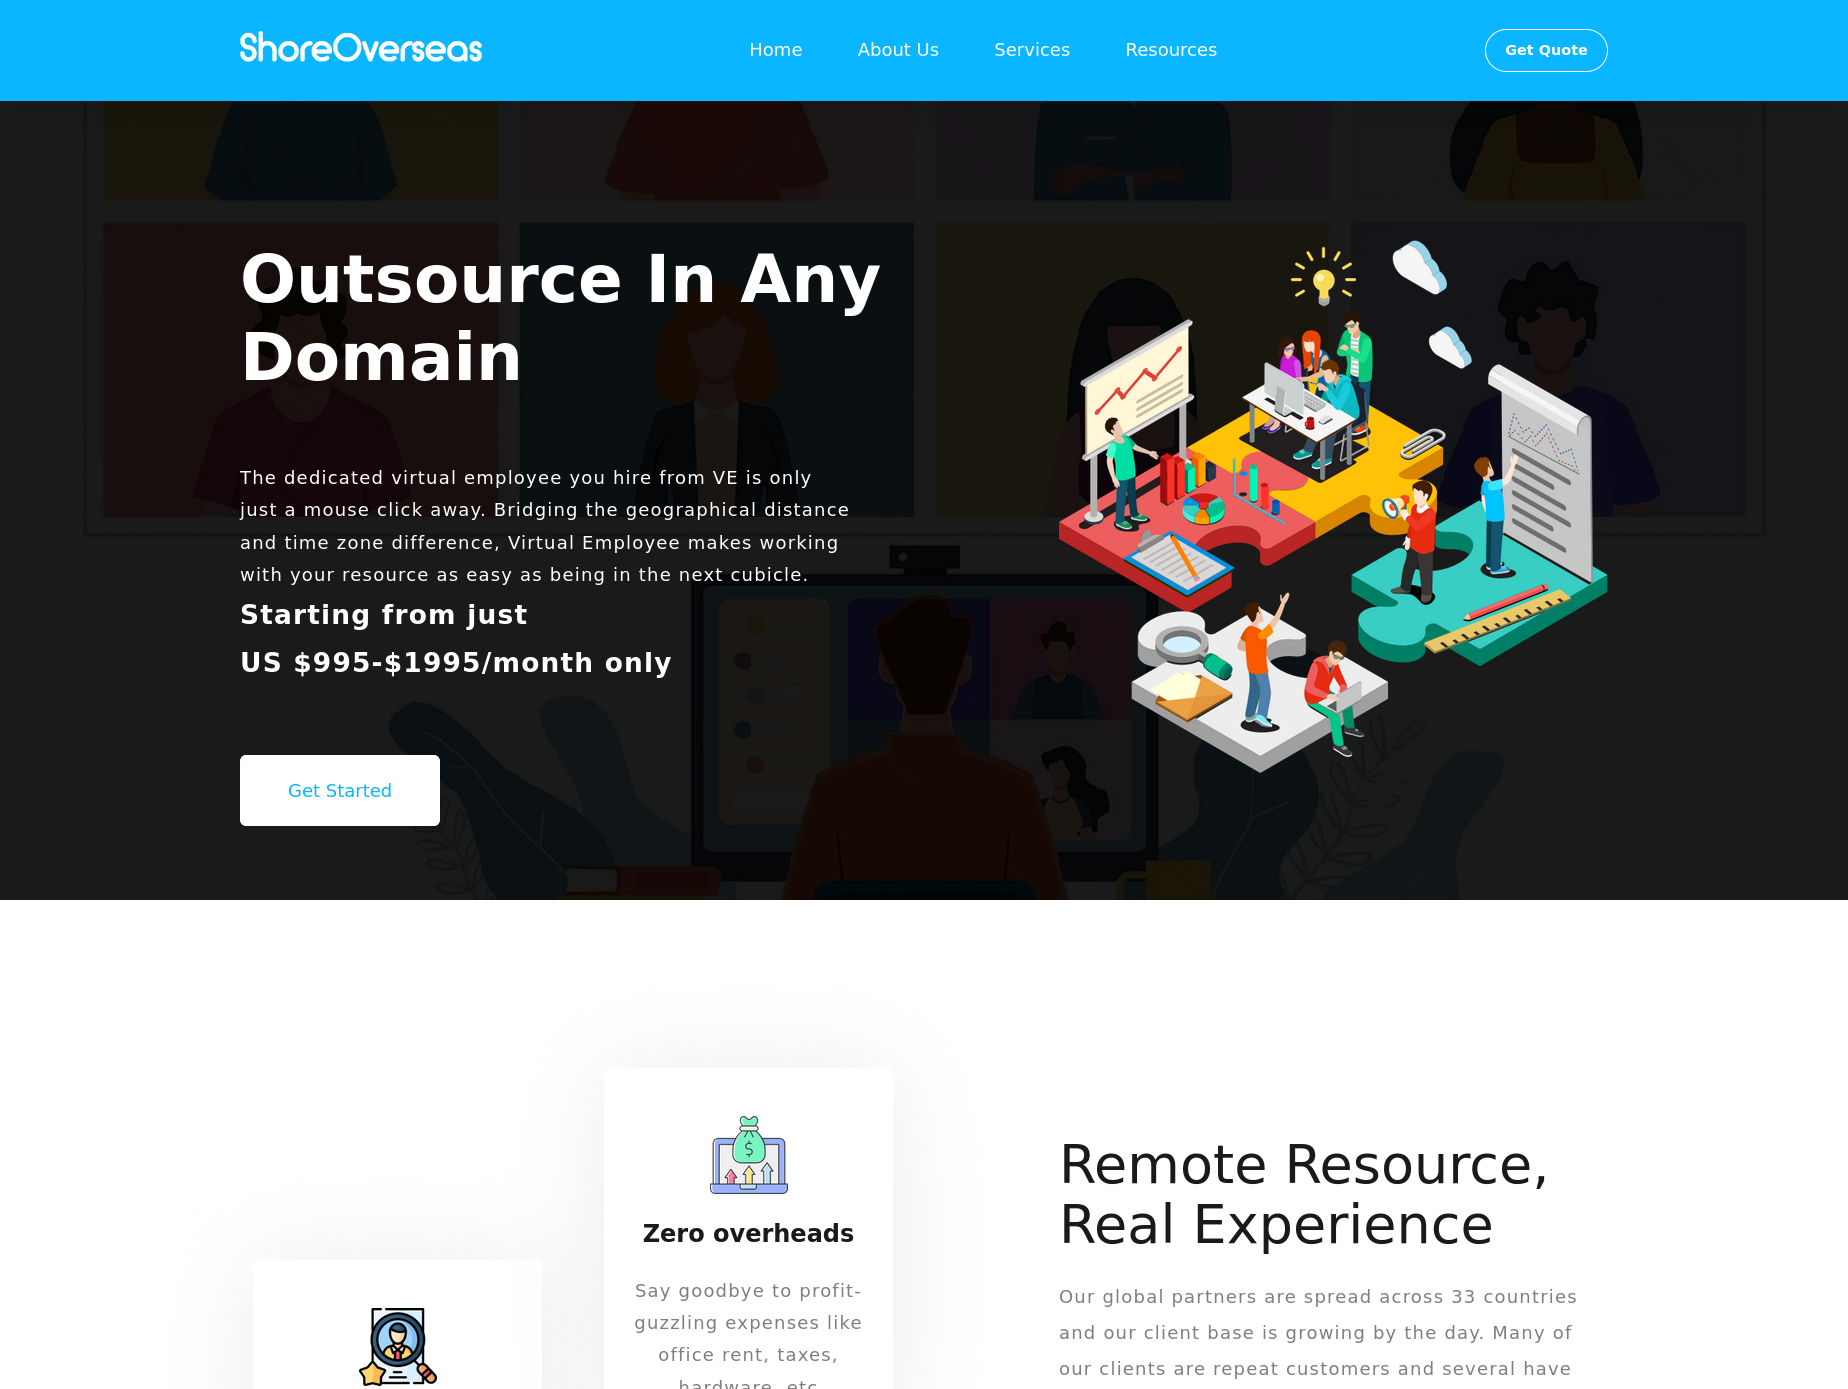 ShoreOverseas
Home
About Us
Services
Resources
Get Quote
Outsource In Any
Domain
The dedicated virtual employee you hire from VE is only
just a mouse click away. Bridging the geographical distance
and time zone difference, Virtual Employee makes working
with your resource as easy as being in the next cubicle.
Starting from just
US $995-$1995/month only
Get Started
Zero overheads
Say goodbye to profit-
guzzling expenses like
office rent, taxes,
hardware, etc
Remote Resource,
Real Experience
Our global partners are spread across 33 countries
and our client base is growing by the day. Many of
our clients are repeat customers and several have